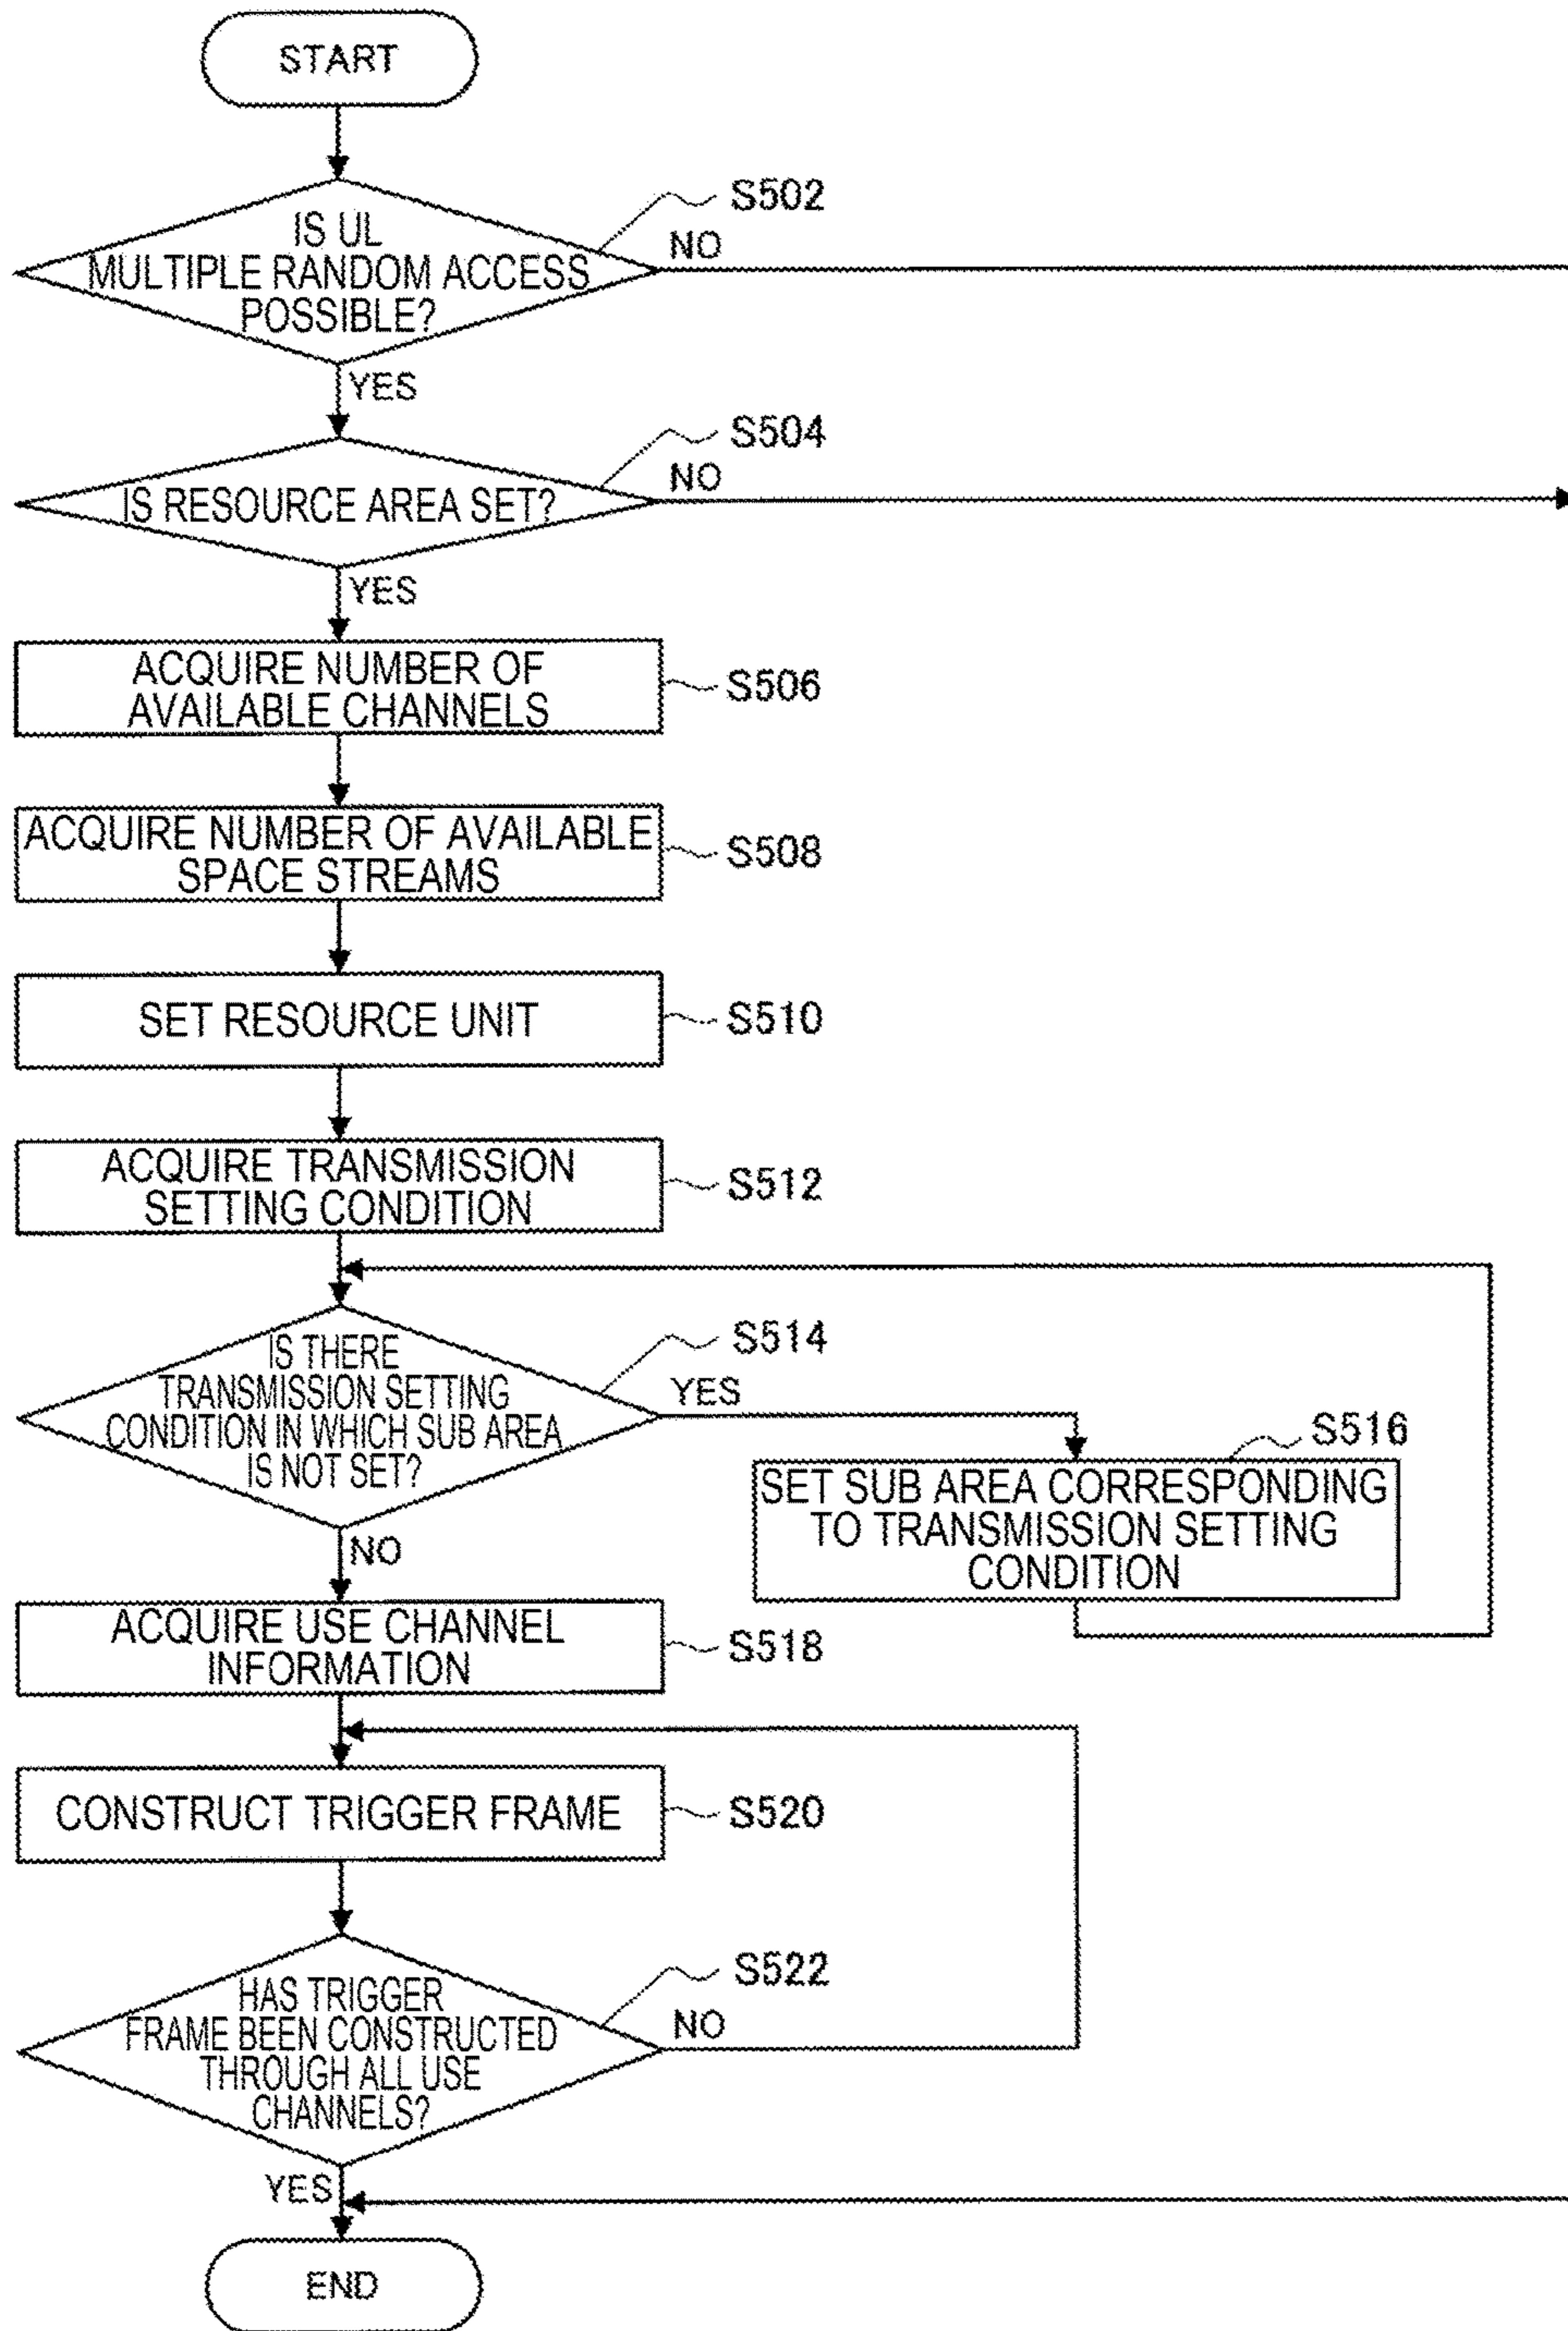 START
S502
IS UL
MULTIPLE RANDOM ACCESS
POSSIBLE?
NO
YES
S504
IS RESOURCE AREA SET?
NO
YES
ACQUIRE NUMBER OF
AVAILABLE CHANNELS
S506
ACQUIRE NUMBER OF AVAILABLE
SPACE STREAMS
S508
SET RESOURCE UNIT
S510
ACQUIRE TRANSMISSION
SETTING CONDITION
S512
S514
IS THERE
TRANSMISSION SETTING
CONDITION IN WHICH SUB AREA
IS NOT SET?
YES
S516
SET SUB AREA CORRESPONDING
TO TRANSMISSION SETTING
CONDITION
NO
ACQUIRE USE CHANNEL
INFORMATION
S518
CONSTRUCT TRIGGER FRAME
S520
S522
HAS TRIGGER
FRAME BEEN CONSTRUCTED
THROUGH ALL USE
CHANNELS?
NO
YES
END